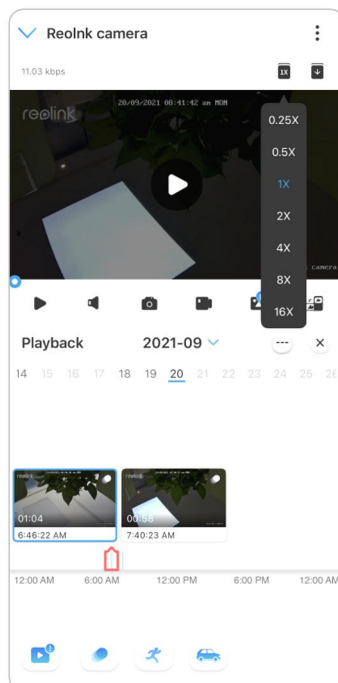 Reolnk camera
11.03 kbps
1X
reolink
20/09/2021 08:41:42 am MON
0.25X
0.5X
1X
2X
4X
8X
16X
camera
Playback
2021-09
---
14 15 16 17 18 19 20 21 22 23 24 25 26
01:04
00:58
6:46:22 AM
7:40:23 AM
12:00 AM 6:00 AM 12:00 PM 6:00 PM 12:00 AM